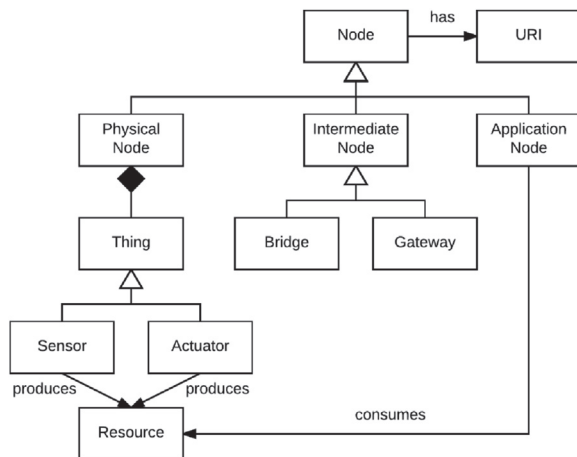 has
Node
URI
Physical
Node
Intermediate
Node
Application
Node
Thing
Bridge
Gateway
Sensor
Actuator
produces
produces
consumes
Resource